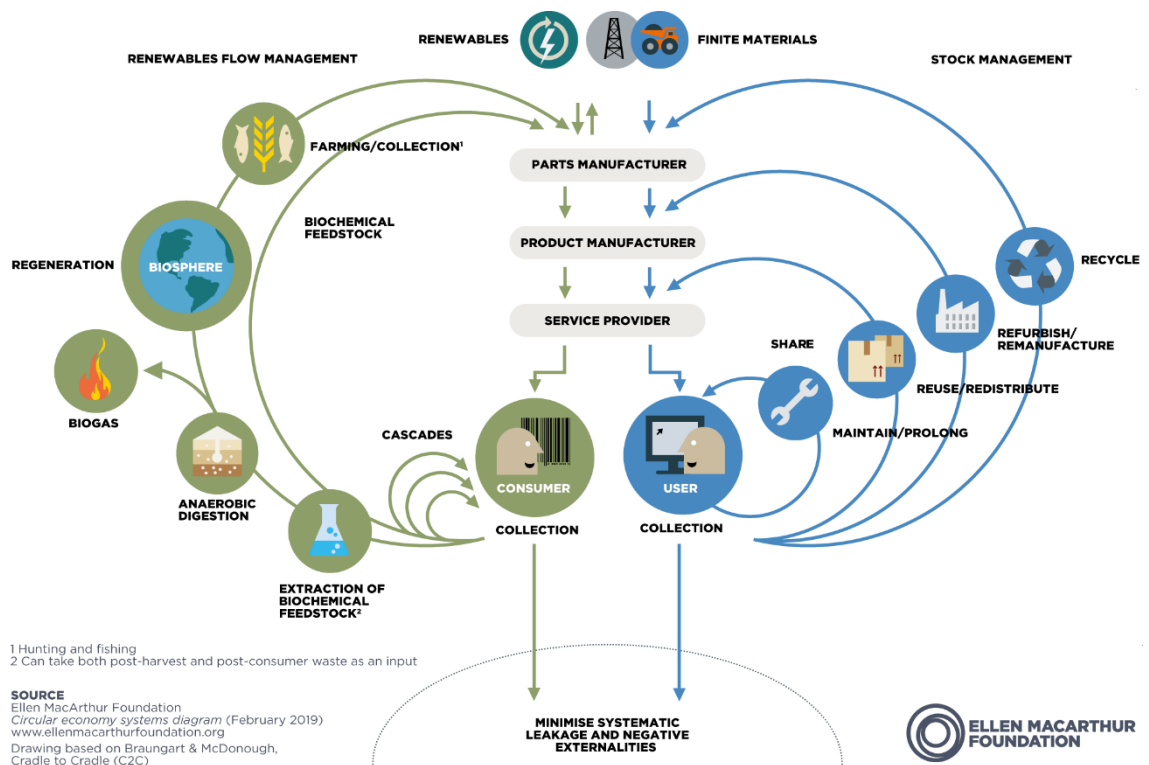 RENEWABLES
FINITE MATERIALS
RENEWABLES FLOW MANAGEMENT
STOCK MANAGEMENT
FARMING/COLLECTION¹
PARTS MANUFACTURER
BIOCHEMICAL
FEEDSTOCK
PRODUCT MANUFACTURER
REGENERATION
BIOSPHERE
RECYCLE
SERVICE PROVIDER
SHARE
REFURBISH/
REMANUFACTURE
REUSE/REDISTRIBUTE
BIOGAS
CASCADES
MAINTAIN/PROLONG
CONSUMER
USER
ANAEROBIC
DIGESTION
COLLECTION
COLLECTION
EXTRACTION OF
BIOCHEMICAL
FEEDSTOCK²
1 Hunting and fishing
2 Can take both post-harvest and post-consumer waste as an input
SOURCE
Ellen MacArthur Foundation
Circular economy systems diagram (February 2019)
www.ellenmacarthurfoundation.org
Drawing based on Braungart & McDonough,
Cradle to Cradle (C2C)
MINIMISE SYSTEMATIC
LEAKAGE AND NEGATIVE
EXTERNALITIES
ELLEN MACARTHUR
FOUNDATION